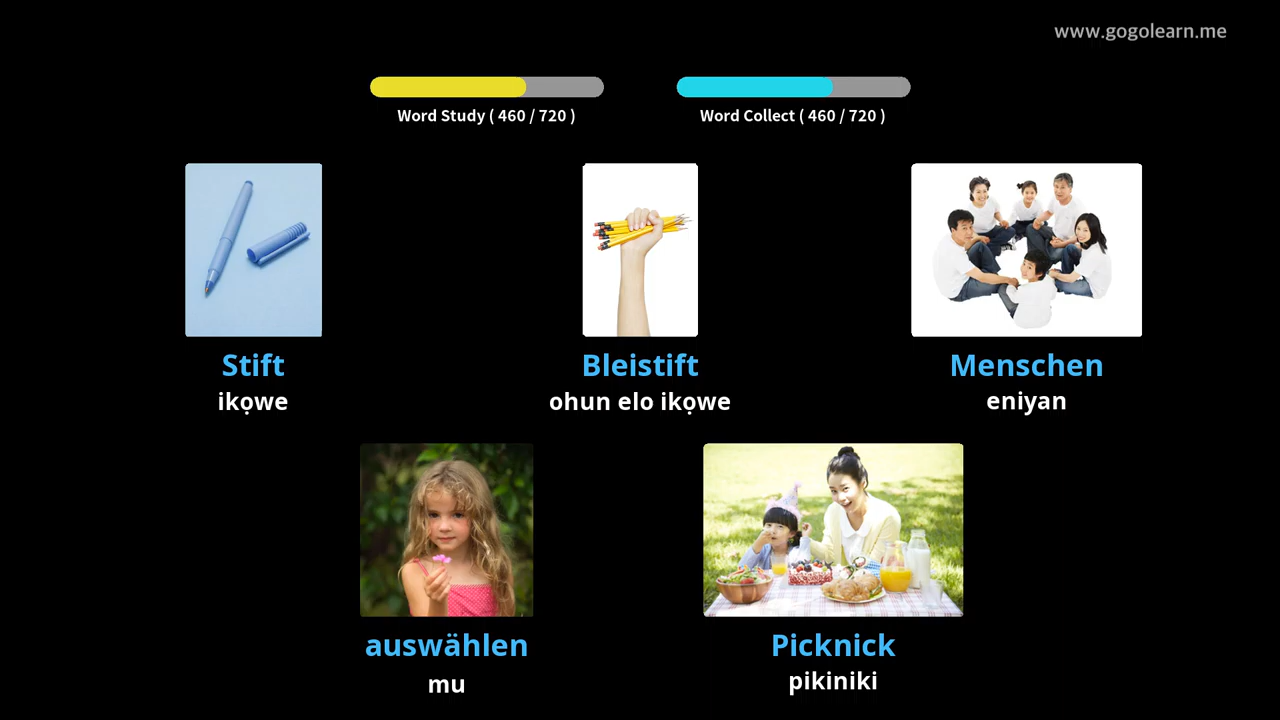 www.gogolearn.me
Word Study ( 460 / 720 )
Word Collect ( 460 / 720 )
Stift
Bleistift
Menschen
ikọwe
ohun elo ikọwe
eniyan
auswählen
Picknick
mu
pikiniki